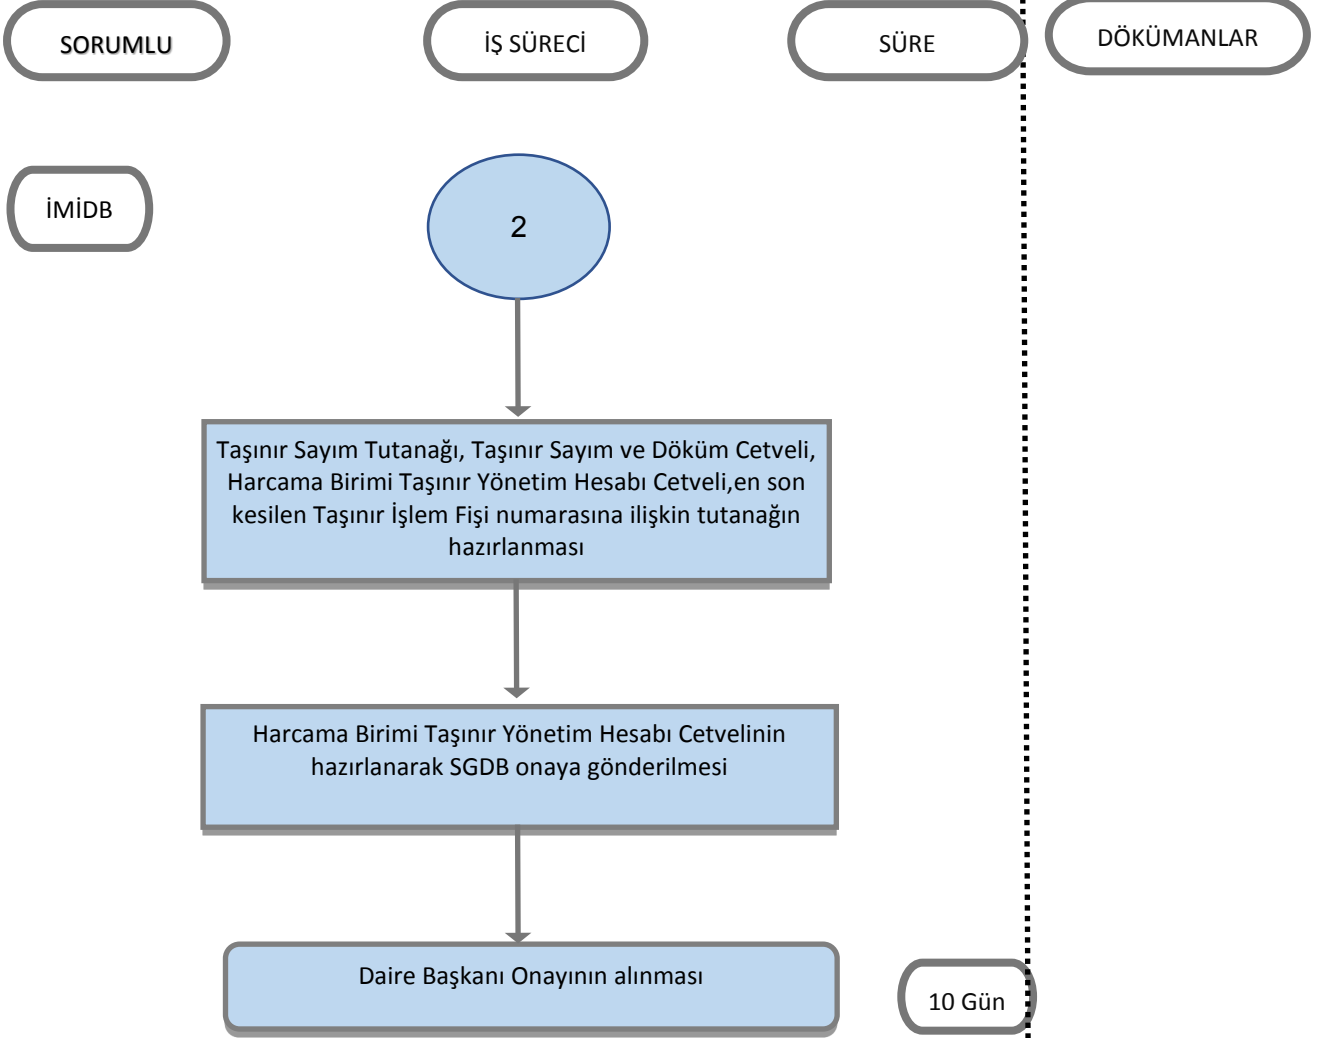 SORUMLU
İŞ SÜRECİ
SÜRE
DÖKÜMANLAR
İMİDB
2
Taşınır Sayım Tutanağı, Taşınır Sayım ve Döküm Cetveli,
Harcama Birimi Taşınır Yönetim Hesabı Cetveli,en son
kesilen Taşınır İşlem Fişi numarasına ilişkin tutanağın
hazırlanması
Harcama Birimi Taşınır Yönetim Hesabı Cetvelinin
hazırlanarak SGDB onaya gönderilmesi
Daire Başkanı Onayının alınması
10 Gün